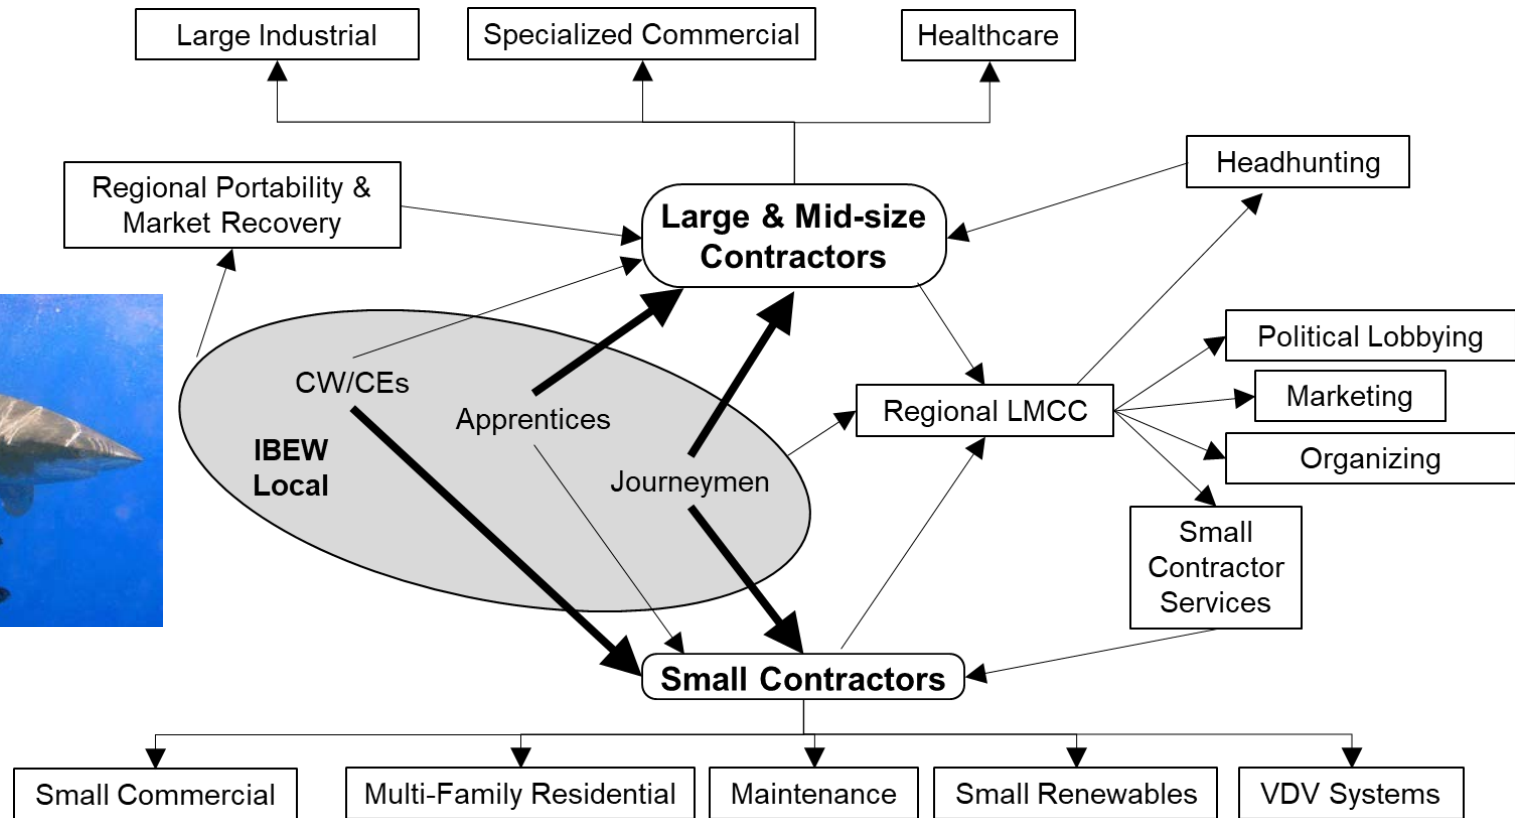 Large Industrial
Specialized Commercial
Healthcare
Regional Portability &
Market Recovery
Headhunting
Large & Mid-size
Contractors
Political Lobbying
CW/CEs
Apprentices
Regional LMCC
Marketing
IBEW
Local
Journeymen
Organizing
Small
Contractor
Services
Small Contractors
Small Commercial
Multi-Family Residential
Maintenance
Small Renewables
VDV Systems